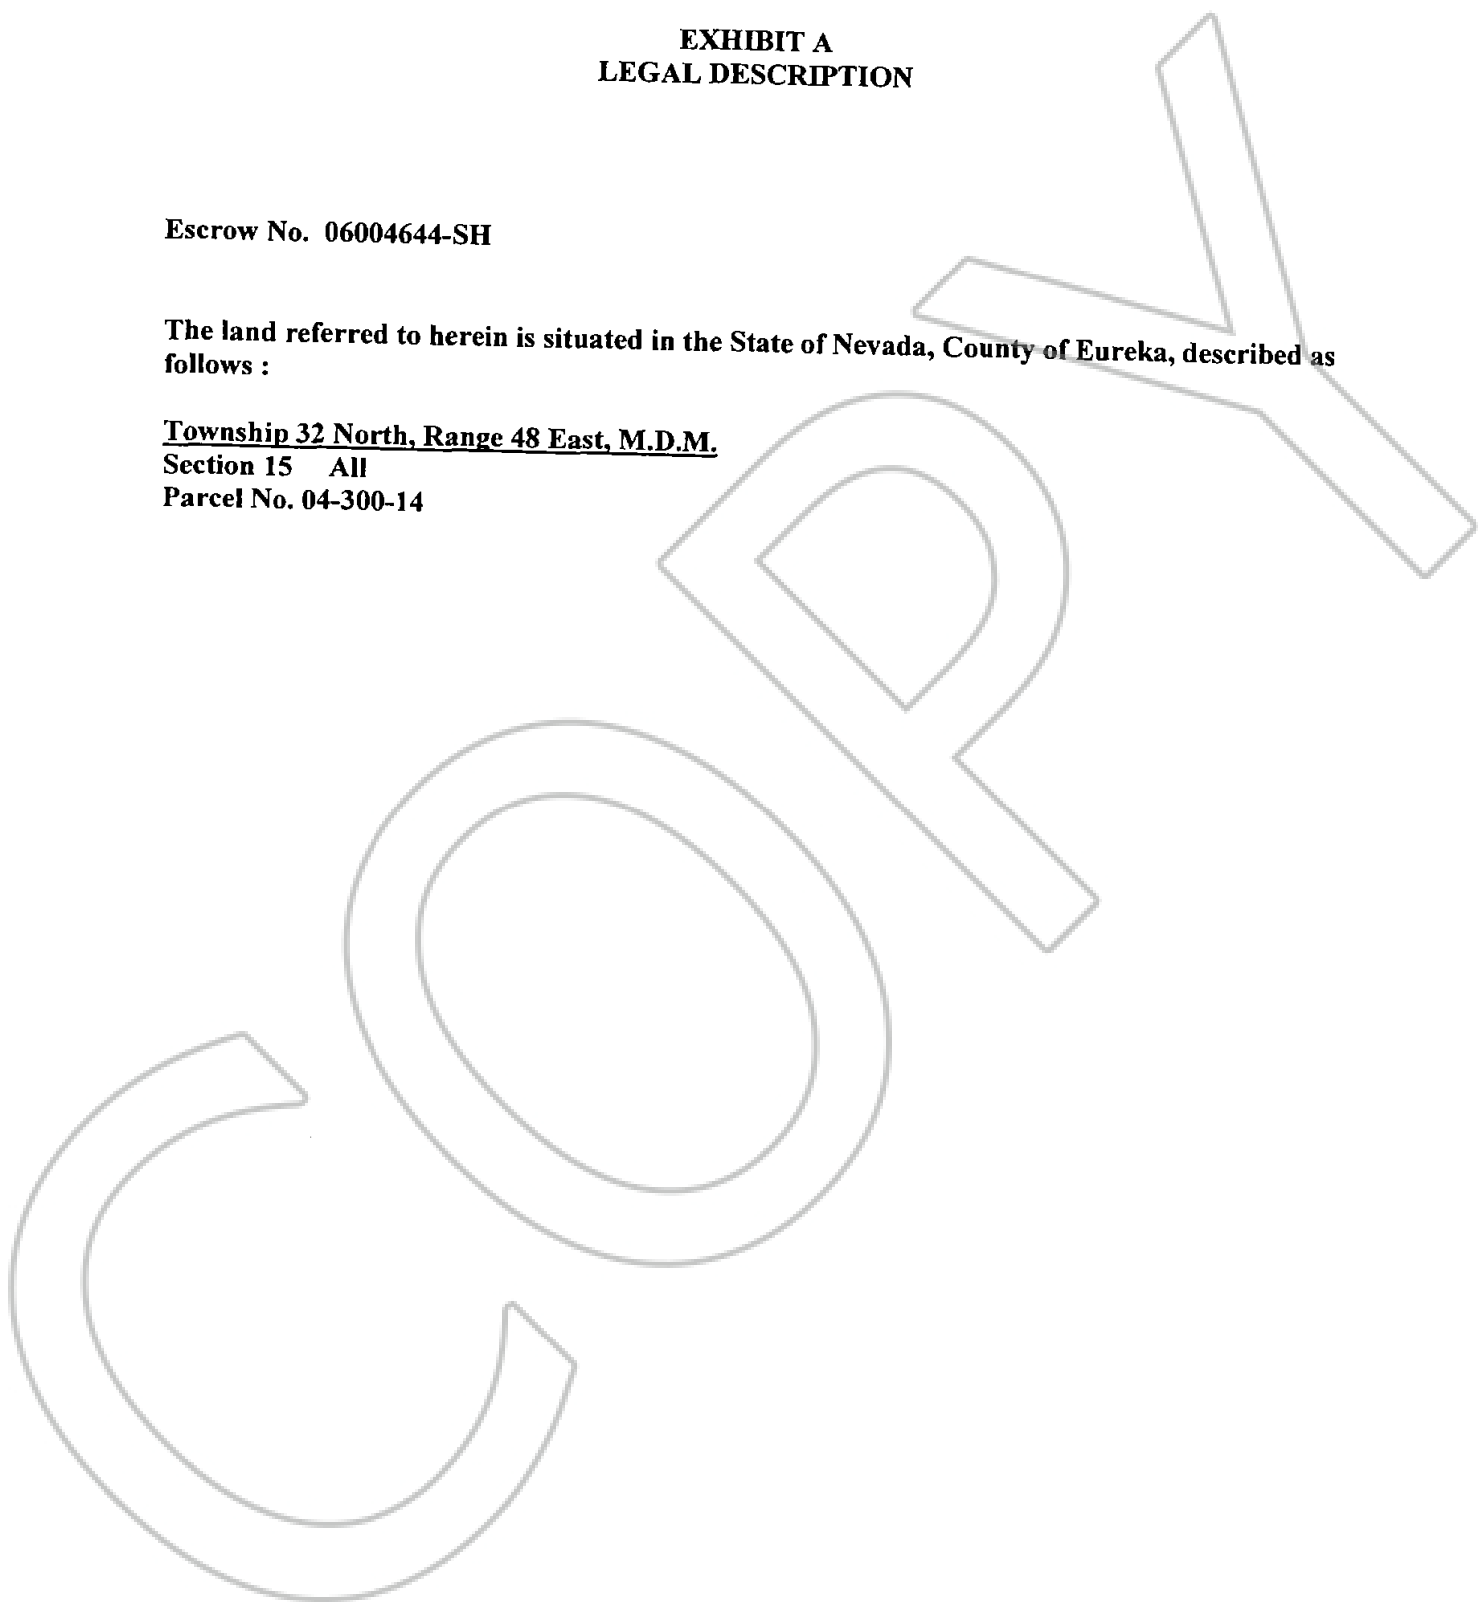 EXHIBIT A
LEGAL DESCRIPTION
Escrow No. 06004644-SH
The land referred to herein is situated in the State of Nevada, County of Eureka, described as
follows :
Township 32 North, Range 48 East, M.D.M.
Section 15 All
Parcel No. 04-300-14
COPY